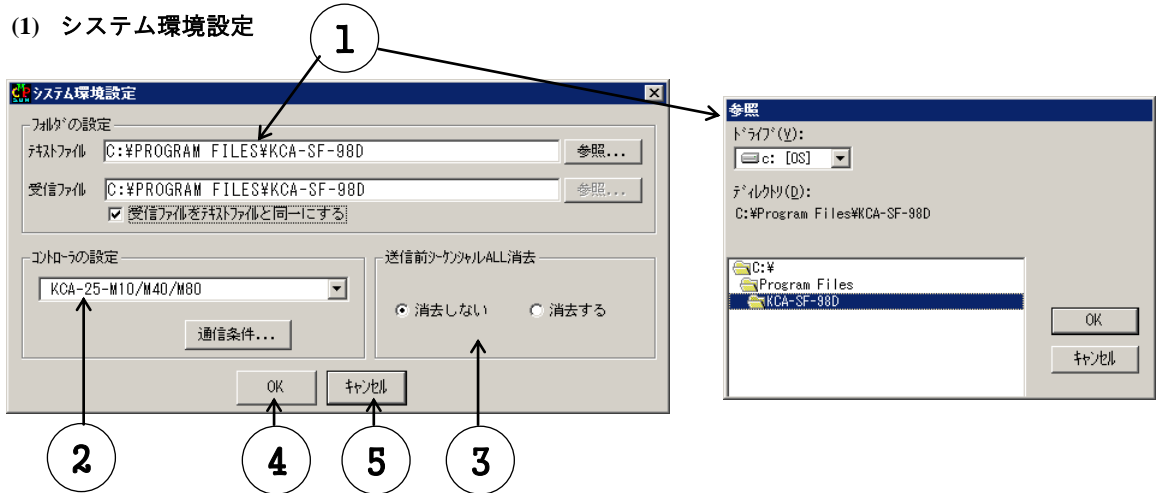 (1) システム環境設定
1
システム環境設定
フォルダの設定
テキストファイル C:¥PROGRAM FILES¥KCA-SF-98D 参照...
受信ファイル C:¥PROGRAM FILES¥KCA-SF-98D 参照...
受信ファイルをテキストファイルと同一にする
コントローラの設定
KCA-25-M10/M40/M80
通信条件...
送信前シーケンシャルALL消去
消去しない 消去する
OK キャンセル
参照
ドライブ(V):
c: [OS]
ディレクトリ(D):
C:¥Program Files¥KCA-SF-98D
C:¥
Program Files
KCA-SF-98D
OK
キャンセル
2 4 5 3